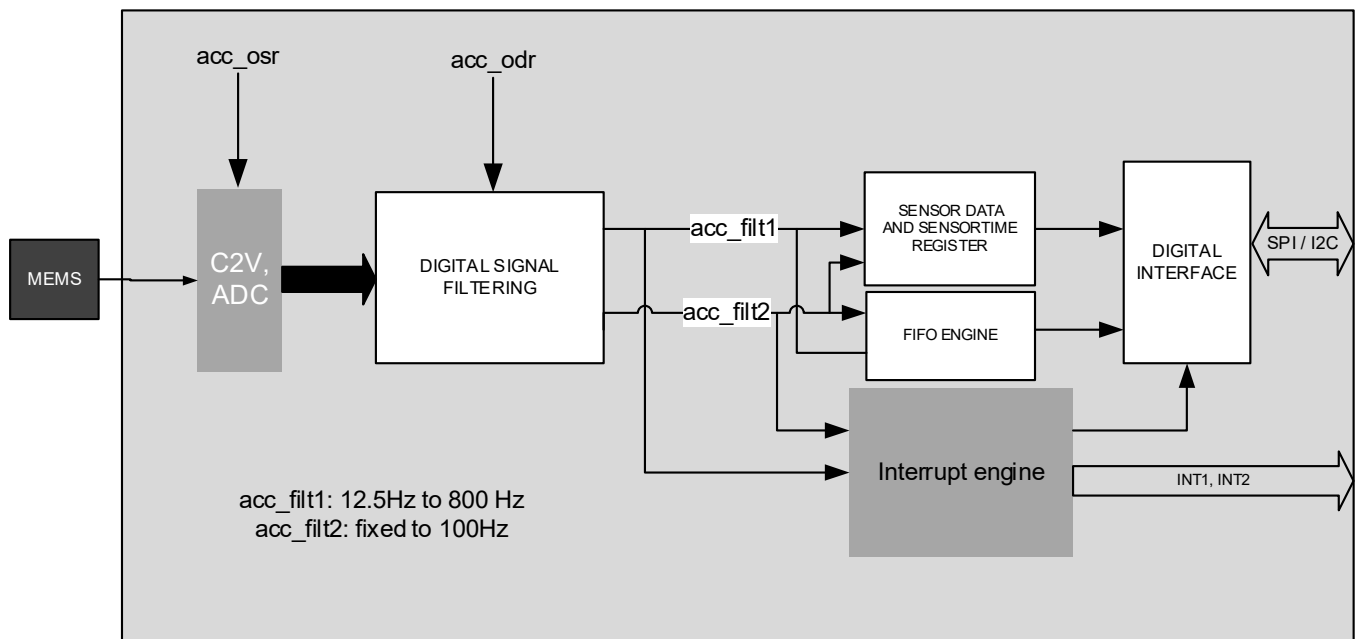 acc_osr
acc_odr
MEMS
C2V,
ADC
DIGITAL SIGNAL
FILTERING
acc_filt1
acc_filt2
SENSOR DATA
AND SENSORTIME
REGISTER
FIFO ENGINE
DIGITAL
INTERFACE
SPI / I2C
Interrupt engine
INT1, INT2
acc_filt1: 12.5Hz to 800 Hz
acc_filt2: fixed to 100Hz